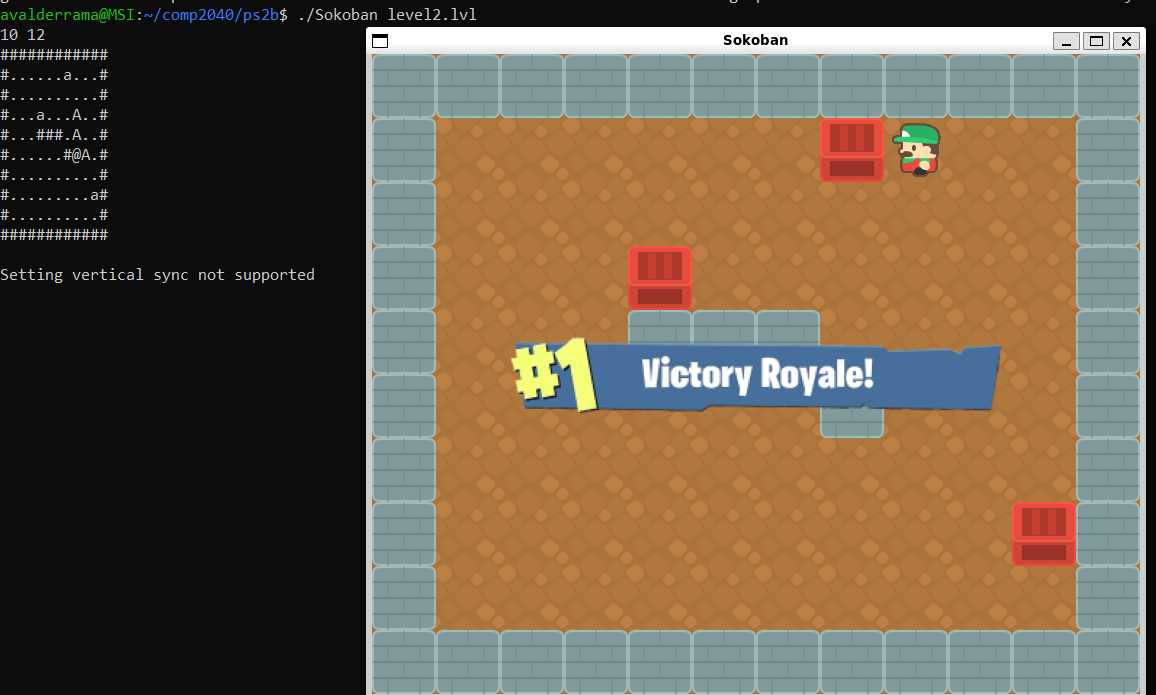 avalderrama@MSI:~/comp2040/ps2b$ ./Sokoban level2.lvl
10 12
############
#......a...#
#..........#
#...a...A..#
#...###.A..#
#......#@A.#
#..........#
#.........a#
#..........#
############
Setting vertical sync not supported
Sokoban
#1 Victory Royale!